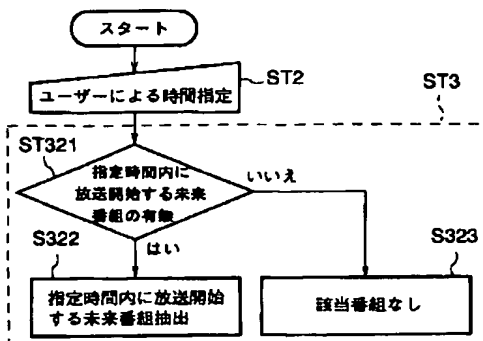 スタート
ST2
ユーザーによる時間指定
ST3
ST321
指定時間内に
放送開始する未来
番組の有無
いいえ
はい
S322
S323
指定時間内に放送開始
する未来番組抽出
該当番組なし